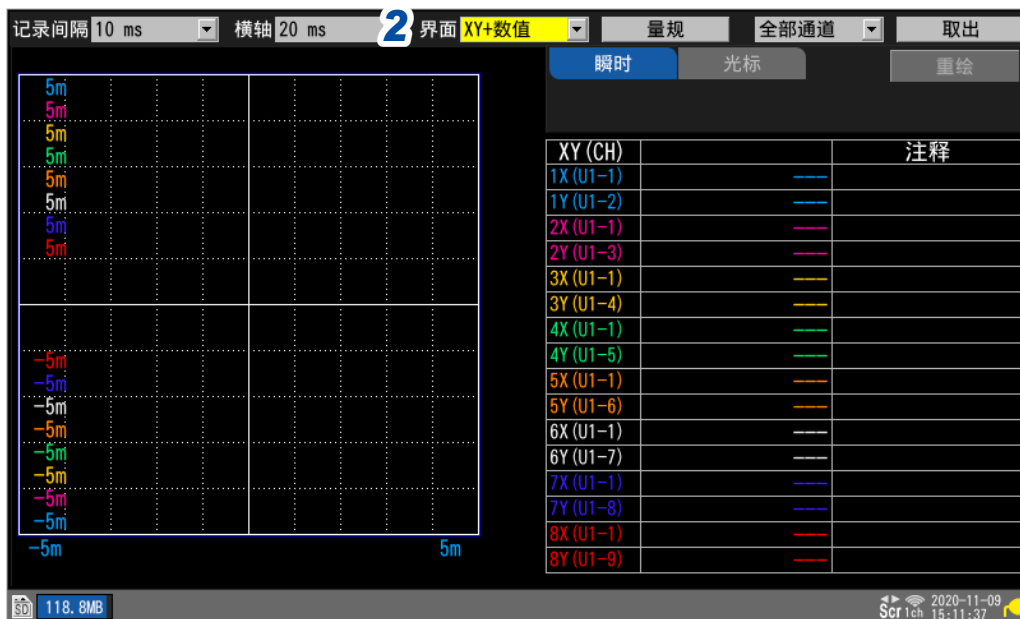 记录间隔 10 ms 横轴 20 ms 2 界面 XY+数值 量规 全部通道 取出
瞬时 光标 重绘
5m
5m
5m
5m
5m
5m
5m
5m
-5m
-5m
-5m
-5m
-5m
-5m
-5m
-5m
-5m 5m
XY(CH) 注释
1X(U1-1) ---
1Y(U1-2) ---
2X(U1-1) ---
2Y(U1-3) ---
3X(U1-1) ---
3Y(U1-4) ---
4X(U1-1) ---
4Y(U1-5) ---
5X(U1-1) ---
5Y(U1-6) ---
6X(U1-1) ---
6Y(U1-7) ---
7X(U1-1) ---
7Y(U1-8) ---
8X(U1-1) ---
8Y(U1-9) ---
SD 118.8MB Scr 1ch 2020-11-09
15:11:37